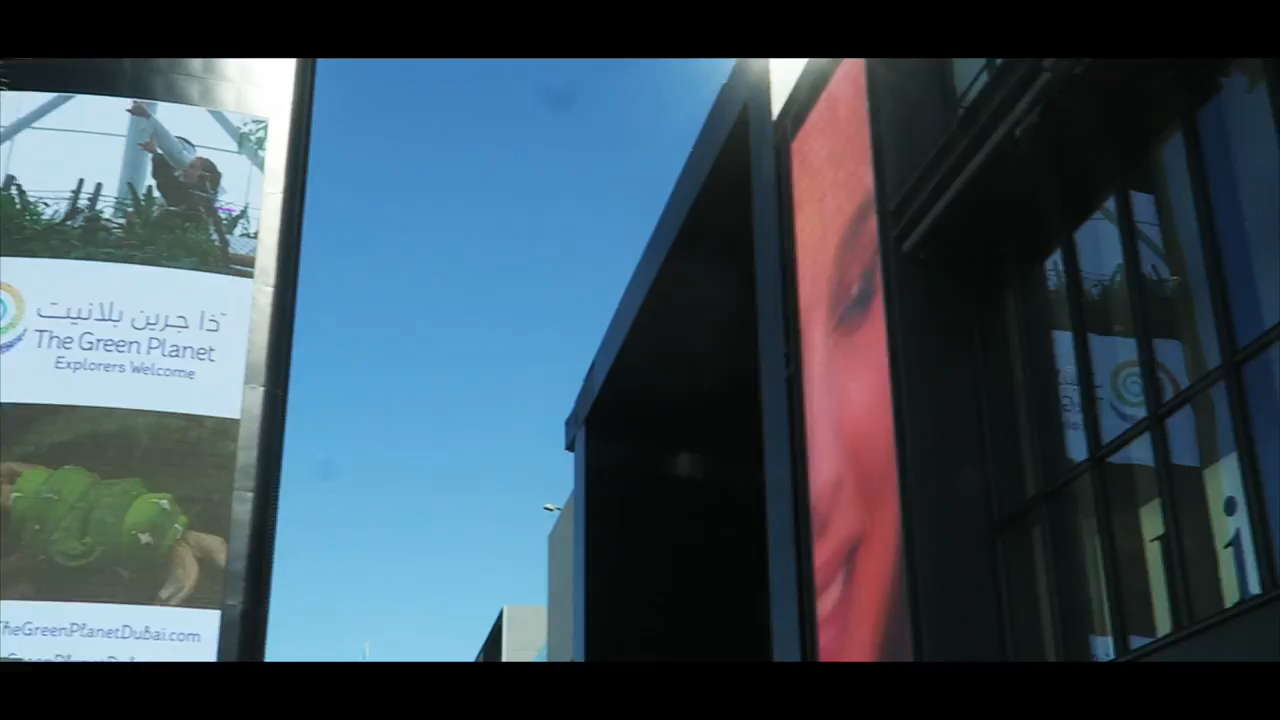 ذا جرين بلانيت
The Green Planet
Explorers Welcome
TheGreenPlanetDubai.com